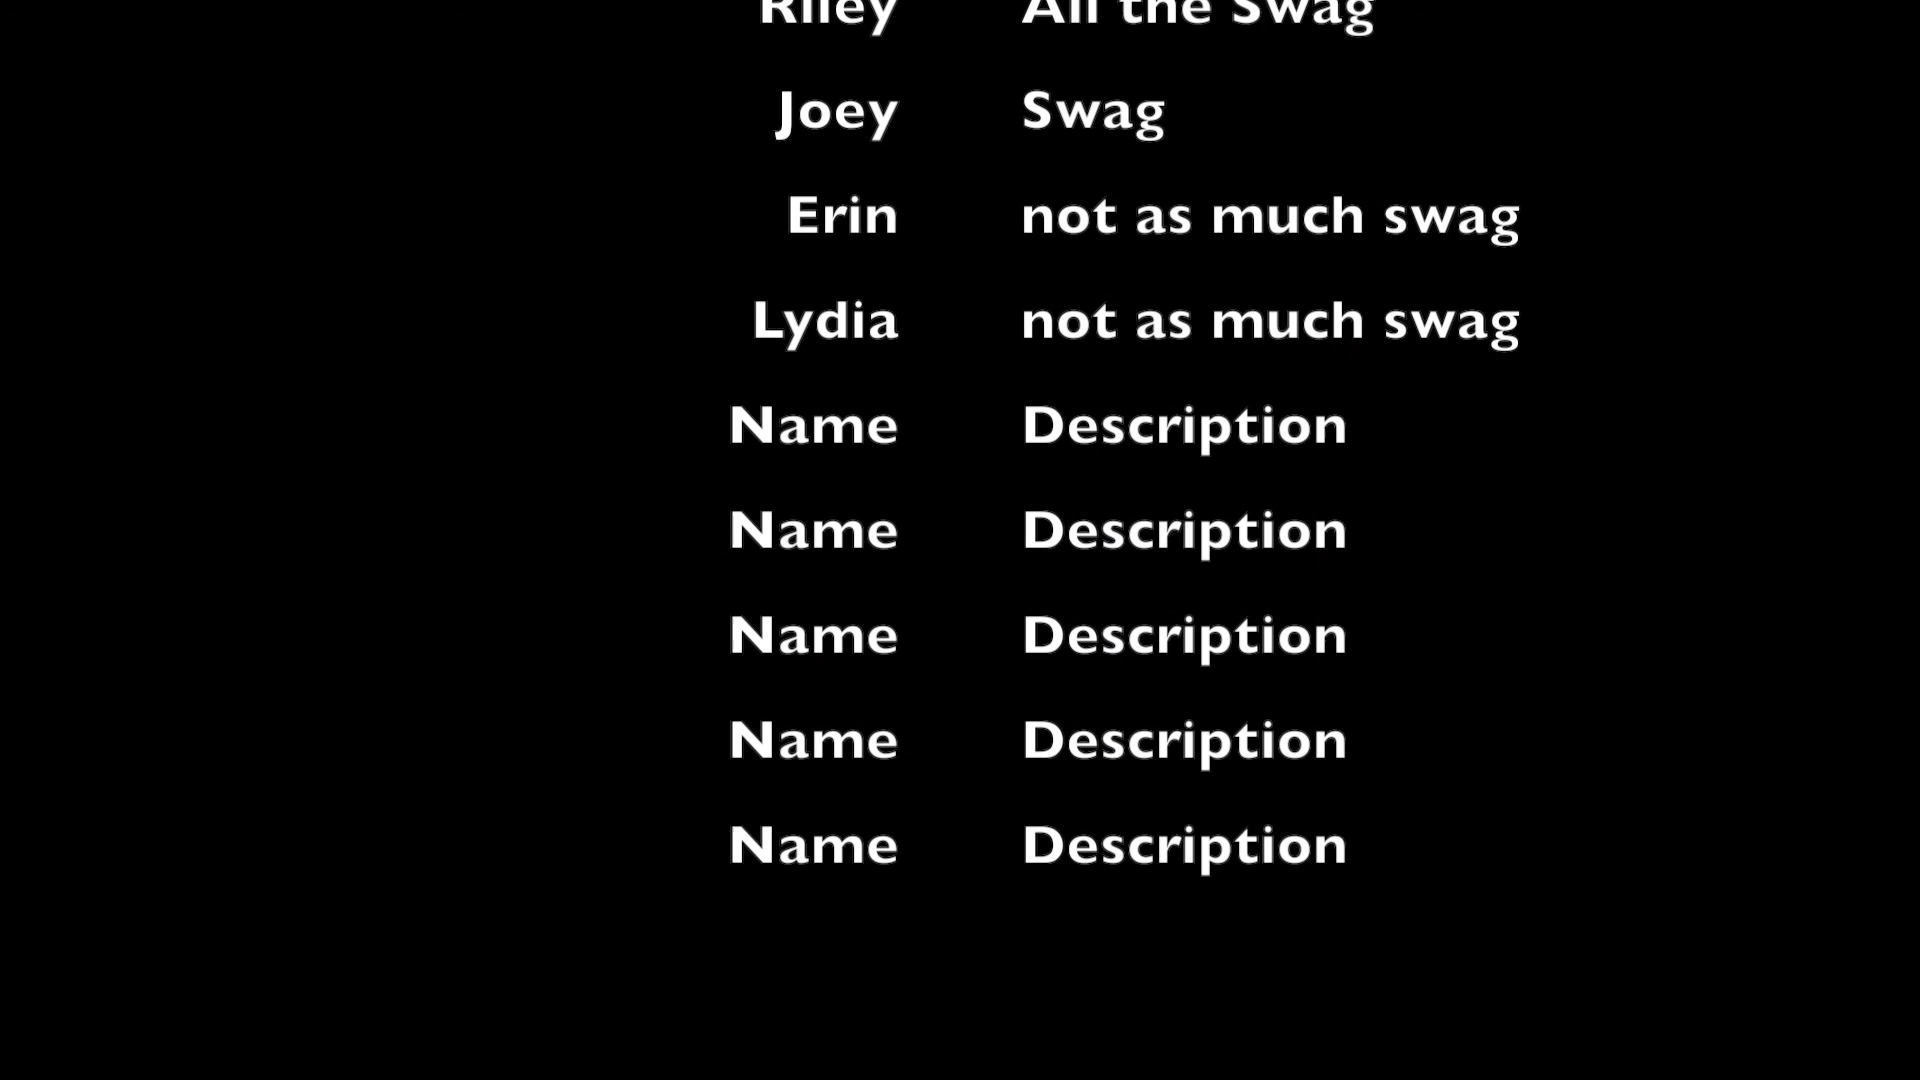 Riley All the Swag
Joey Swag
Erin not as much swag
Lydia not as much swag
Name Description
Name Description
Name Description
Name Description
Name Description